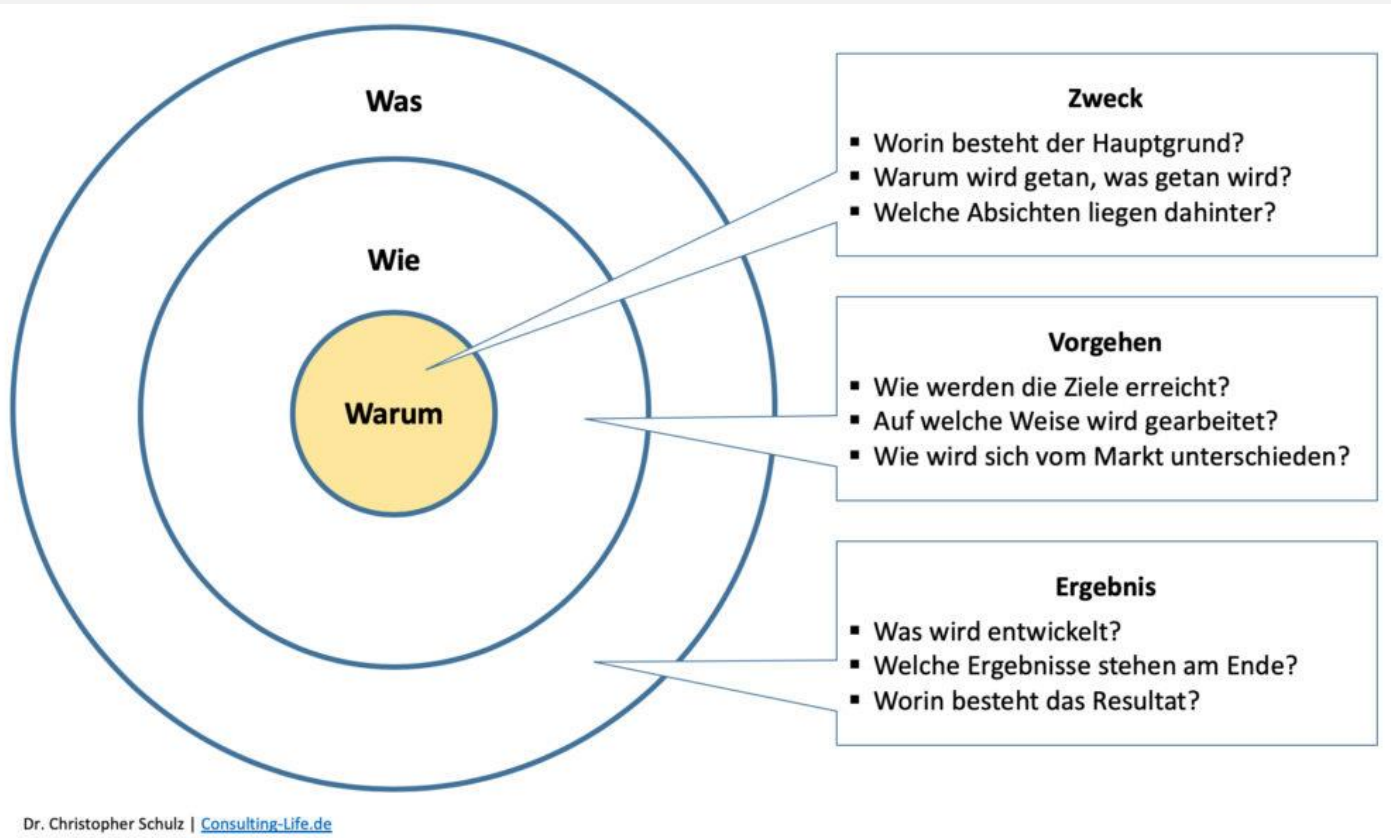 Was
Wie
Warum
Zweck
▪ Worin besteht der Hauptgrund?
▪ Warum wird getan, was getan wird?
▪ Welche Absichten liegen dahinter?
Vorgehen
▪ Wie werden die Ziele erreicht?
▪ Auf welche Weise wird gearbeitet?
▪ Wie wird sich vom Markt unterschieden?
Ergebnis
▪ Was wird entwickelt?
▪ Welche Ergebnisse stehen am Ende?
▪ Worin besteht das Resultat?
Dr. Christopher Schulz | Consulting-Life.de